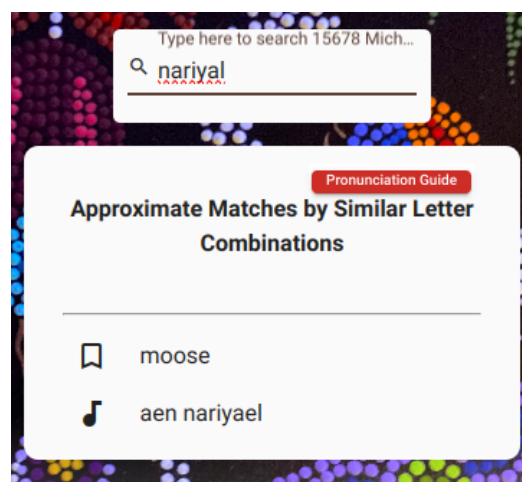 Type here to search 15678 Mich...
nariyal
Pronunciation Guide
Approximate Matches by Similar Letter
Combinations
moose
aen nariyael